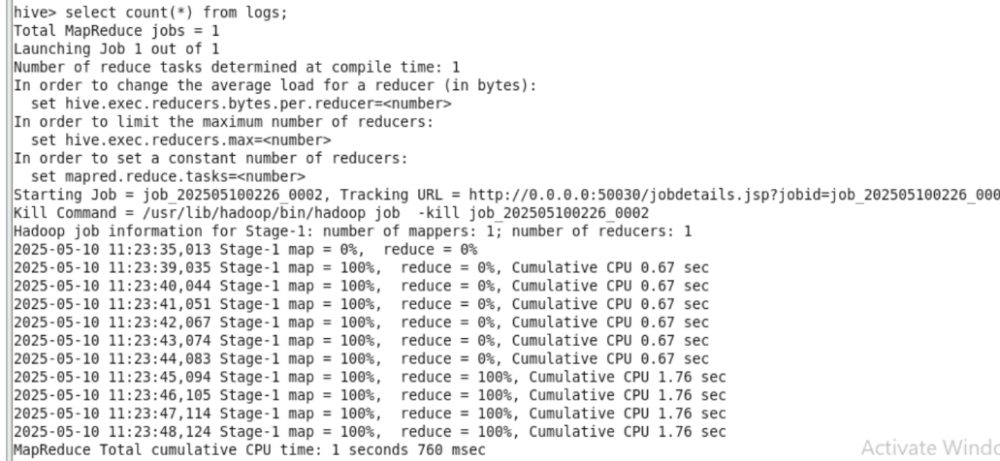 hive> select count(*) from logs;
Total MapReduce jobs = 1
Launching Job 1 out of 1
Number of reduce tasks determined at compile time: 1
In order to change the average load for a reducer (in bytes):
  set hive.exec.reducers.bytes.per.reducer=<number>
In order to limit the maximum number of reducers:
  set hive.exec.reducers.max=<number>
In order to set a constant number of reducers:
  set mapred.reduce.tasks=<number>
Starting Job = job_202505100226_0002, Tracking URL = http://0.0.0.0:50030/jobdetails.jsp?jobid=job_202505100226_000
Kill Command = /usr/lib/hadoop/bin/hadoop job  -kill job_202505100226_0002
Hadoop job information for Stage-1: number of mappers: 1; number of reducers: 1
2025-05-10 11:23:35,013 Stage-1 map = 0%,  reduce = 0%
2025-05-10 11:23:39,035 Stage-1 map = 100%,  reduce = 0%, Cumulative CPU 0.67 sec
2025-05-10 11:23:40,044 Stage-1 map = 100%,  reduce = 0%, Cumulative CPU 0.67 sec
2025-05-10 11:23:41,051 Stage-1 map = 100%,  reduce = 0%, Cumulative CPU 0.67 sec
2025-05-10 11:23:42,067 Stage-1 map = 100%,  reduce = 0%, Cumulative CPU 0.67 sec
2025-05-10 11:23:43,074 Stage-1 map = 100%,  reduce = 0%, Cumulative CPU 0.67 sec
2025-05-10 11:23:44,083 Stage-1 map = 100%,  reduce = 0%, Cumulative CPU 0.67 sec
2025-05-10 11:23:45,094 Stage-1 map = 100%,  reduce = 100%, Cumulative CPU 1.76 sec
2025-05-10 11:23:46,105 Stage-1 map = 100%,  reduce = 100%, Cumulative CPU 1.76 sec
2025-05-10 11:23:47,114 Stage-1 map = 100%,  reduce = 100%, Cumulative CPU 1.76 sec
2025-05-10 11:23:48,124 Stage-1 map = 100%,  reduce = 100%, Cumulative CPU 1.76 sec
MapReduce Total cumulative CPU time: 1 seconds 760 msec
Activate Windo